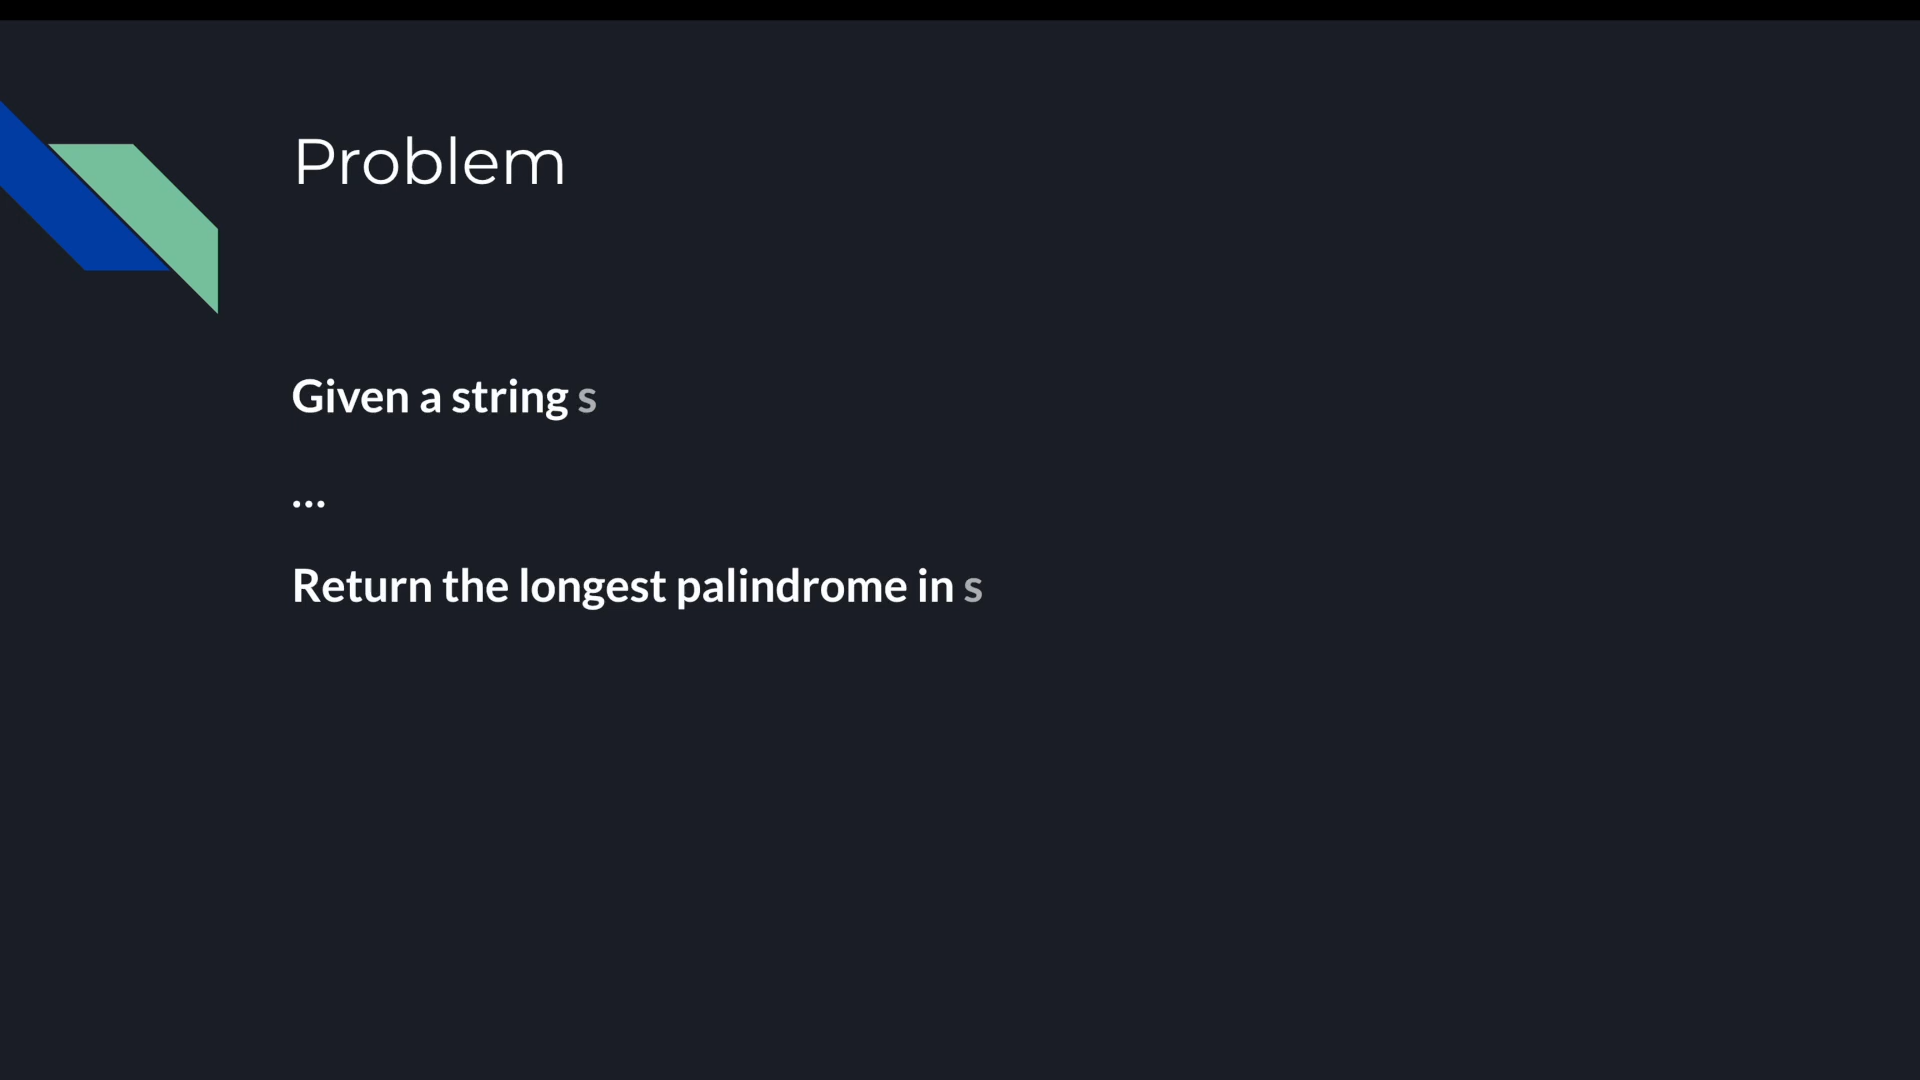 Problem
Given a string s
...
Return the longest palindrome in s